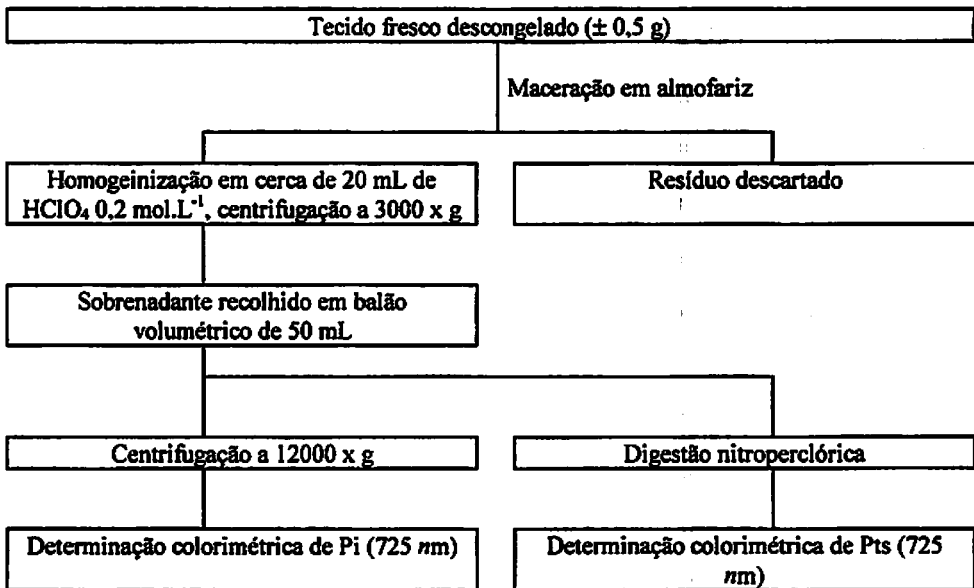 Tecido fresco descongelado (± 0,5 g)
Maceração em almofariz
Homogeinização em cerca de 20 mL de
HClO₄ 0,2 mol.L⁻¹, centrifugação a 3000 x g
Resíduo descartado
Sobrenadante recolhido em balão
volumétrico de 50 mL
Centrifugação a 12000 x g
Digestão nitroperclórica
Determinação colorimétrica de Pi (725 nm)
Determinação colorimétrica de Pts (725
nm)